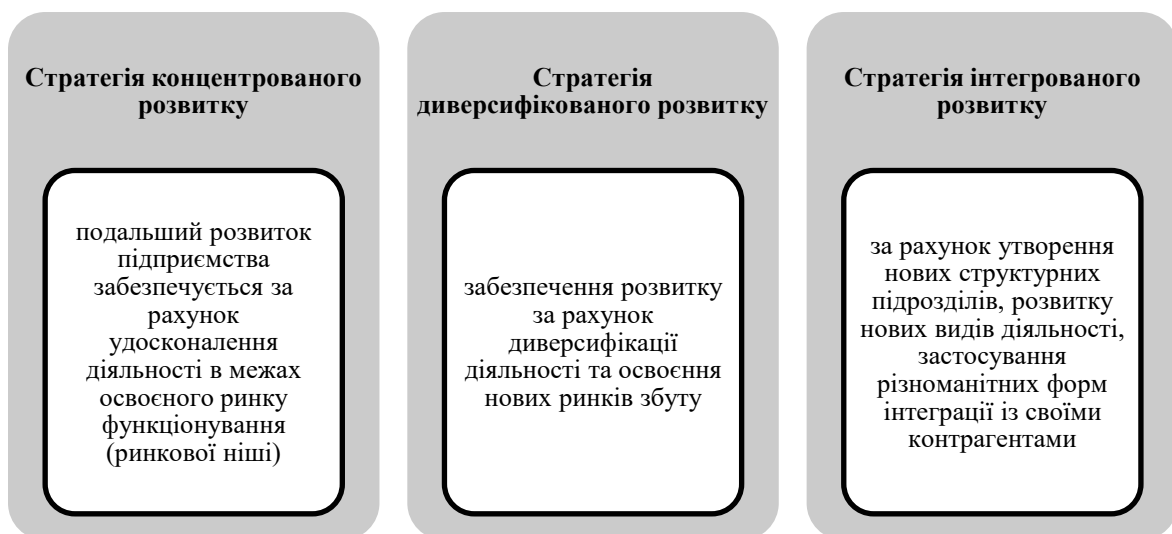 Стратегія концентрованого
розвитку
подальший розвиток
підприємства
забезпечується за
рахунок
удосконалення
діяльності в межах
освоєного ринку
функціонування
(ринкової ніші)
Стратегія
диверсифікованого розвитку
забезпечення розвитку
за рахунок
диверсифікації
діяльності та освоєння
нових ринків збуту
Стратегія інтегрованого
розвитку
за рахунок утворення
нових структурних
підрозділів, розвитку
нових видів діяльності,
застосування
різноманітних форм
інтеграції із своїми
контрагентами